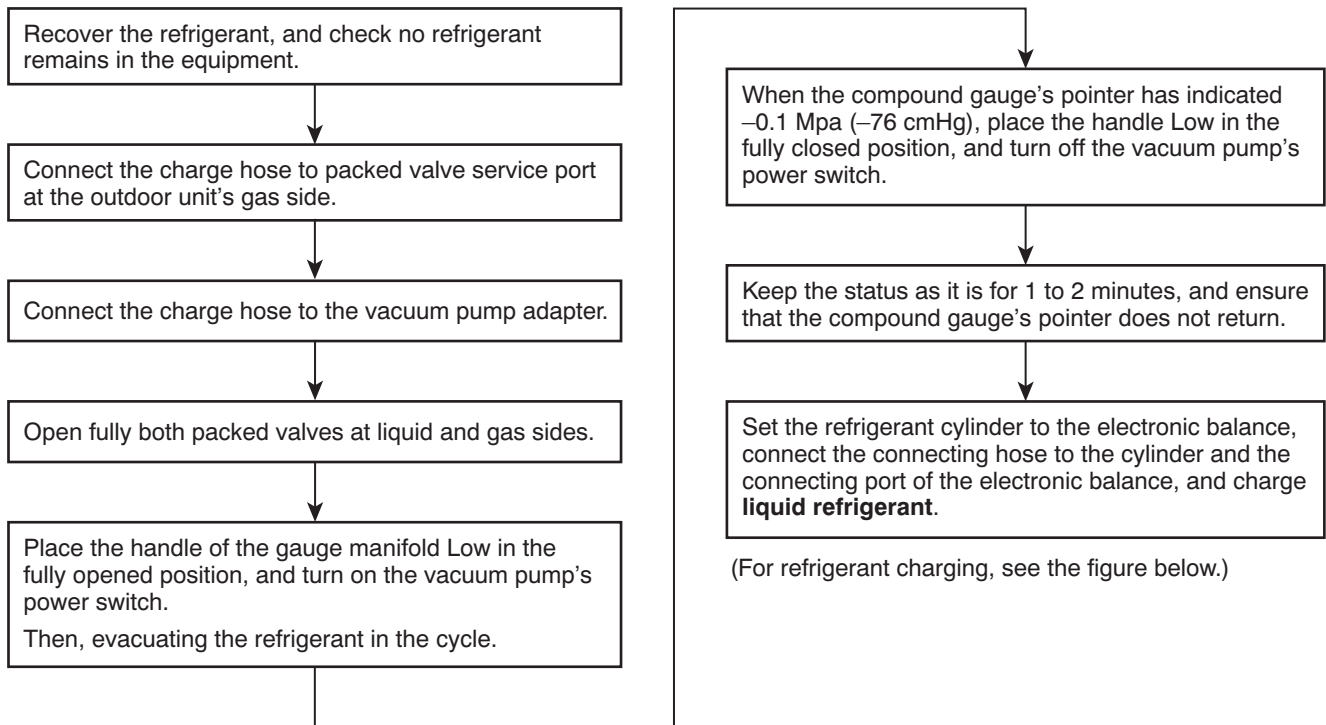 Recover the refrigerant, and check no refrigerant
remains in the equipment.
Connect the charge hose to packed valve service port
at the outdoor unit's gas side.
Connect the charge hose to the vacuum pump adapter.
Open fully both packed valves at liquid and gas sides.
Place the handle of the gauge manifold Low in the
fully opened position, and turn on the vacuum pump's
power switch.
Then, evacuating the refrigerant in the cycle.
When the compound gauge's pointer has indicated
–0.1 Mpa (–76 cmHg), place the handle Low in the
fully closed position, and turn off the vacuum pump's
power switch.
Keep the status as it is for 1 to 2 minutes, and ensure
that the compound gauge's pointer does not return.
Set the refrigerant cylinder to the electronic balance,
connect the connecting hose to the cylinder and the
connecting port of the electronic balance, and charge
liquid refrigerant.
(For refrigerant charging, see the figure below.)